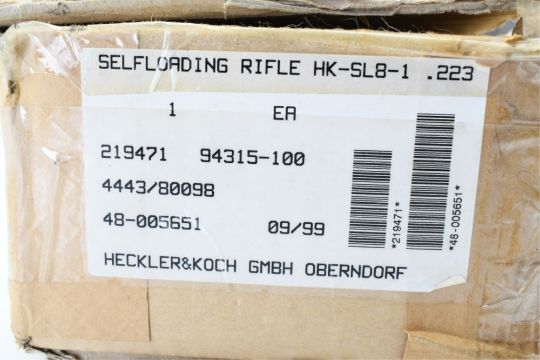 SELFLOADING RIFLE HK-SL8-1 .223
1 EA
219471 94315-100
4443/80098
48-005651 09/99
HECKLER&KOCH GMBH OBERNDORF
*219471*
*48-005651*